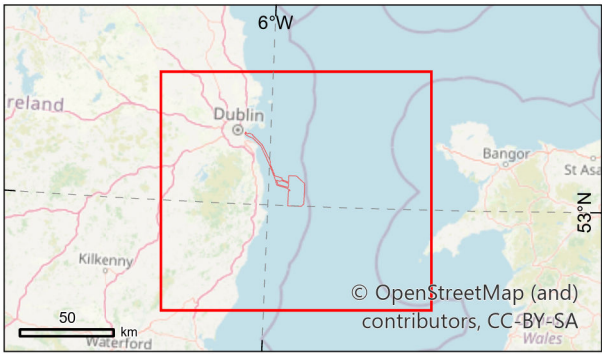 6°W
reland
Dublin
Bangor
St Asa
53°N
Kilkenny
© OpenStreetMap (and)
contributors, CC-BY-SA
50
km
Waterford
Wales